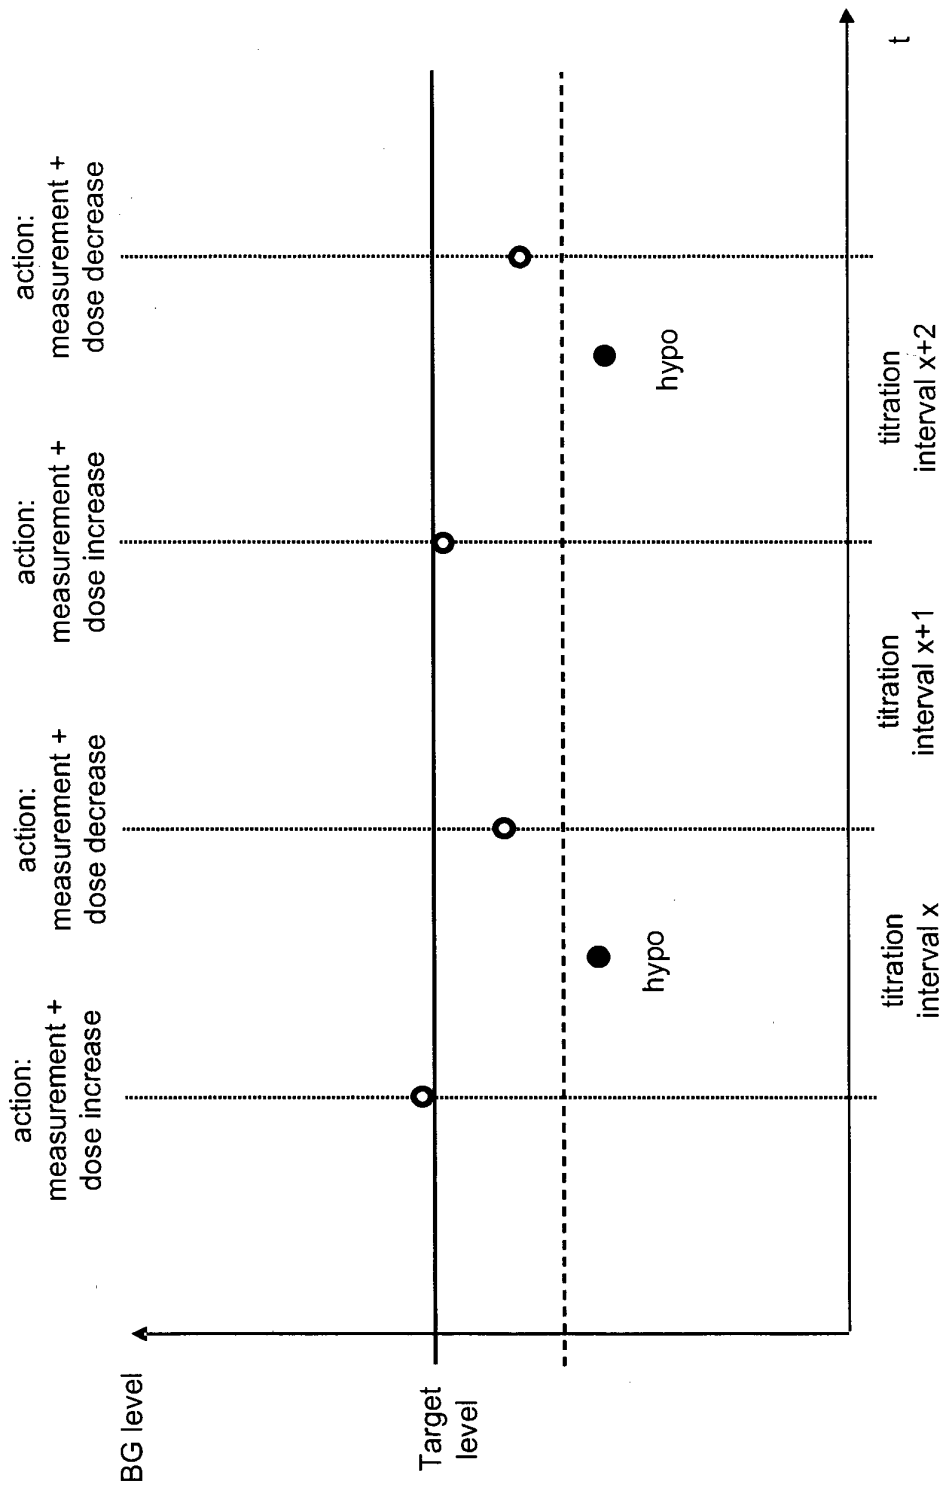 BG level
action:
measurement +
dose increase
action:
measurement +
dose decrease
action:
measurement +
dose increase
action:
measurement +
dose decrease
Target
level
hypo
hypo
titration
interval x
titration
interval x+1
titration
interval x+2
t